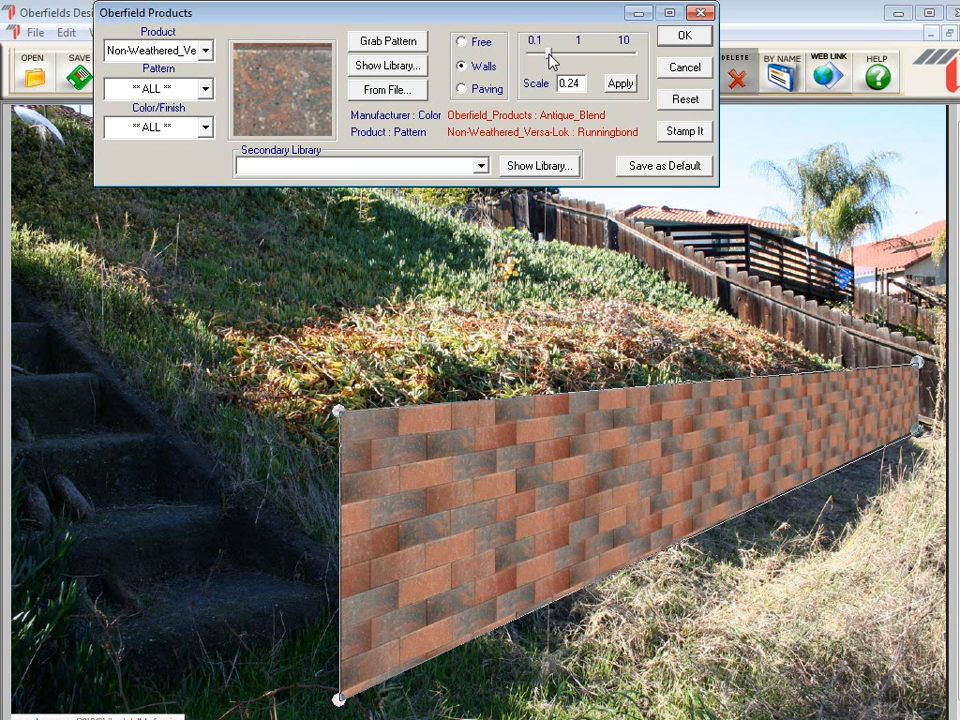 Oberfields Desi
Oberfield Products
File Edit
OPEN
SAVE
Product
Non-Weathered_Ve
Pattern
** ALL **
Color/Finish
** ALL **
Grab Pattern
Show Library...
From File...
Free
Walls
Paving
0.1 1 10
Scale 0.24 Apply
OK
Cancel
Reset
Stamp It
Manufacturer : Color Oberfield_Products : Antique_Blend
Product : Pattern Non-Weathered_Versa-Lok : Runningbond
Secondary Library
Show Library...
Save as Default
DELETE
BY NAME
WEB LINK
HELP